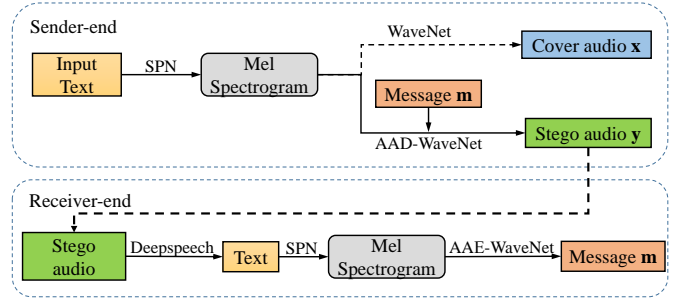 Sender-end
WaveNet
Cover audio x
Input
Text
SPN
Mel
Spectrogram
Message m
AAD-WaveNet
Stego audio y
Receiver-end
Stego
audio
Deepspeech
Text
SPN
Mel
Spectrogram
AAE-WaveNet
Message m